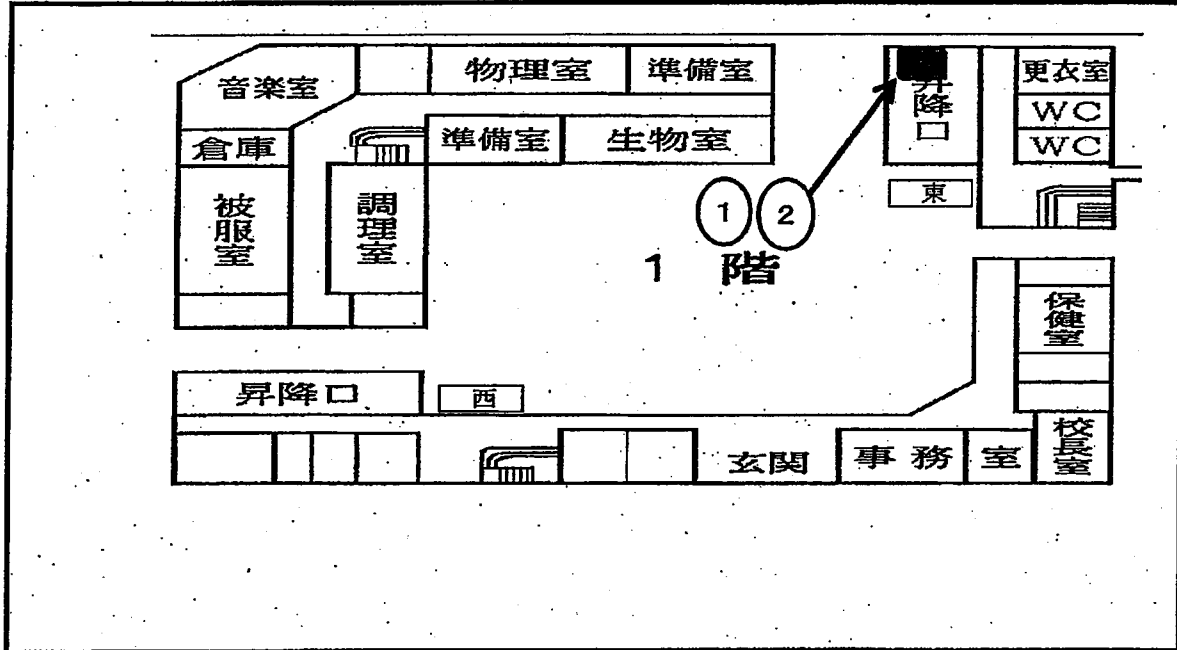 音楽室
物理室
準備室
昇降口
更衣室
WC
WC
倉庫
準備室
生物室
被服室
調理室
東
① ②
1 階
保健室
昇降口
西
玄関
事務室
校長室